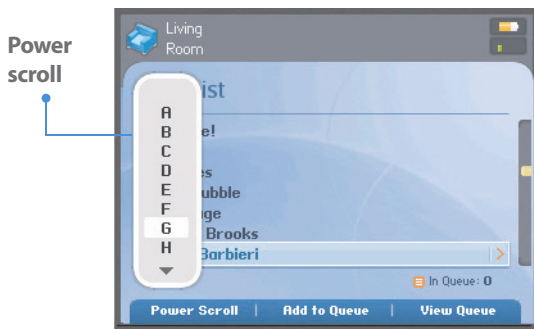 Power
scroll
Living
Room
ist
A
B
C
D
E
F
G
H
e!
es
ubble
ge
Brooks
Barbieri
In Queue: 0
Power Scroll | Add to Queue | View Queue